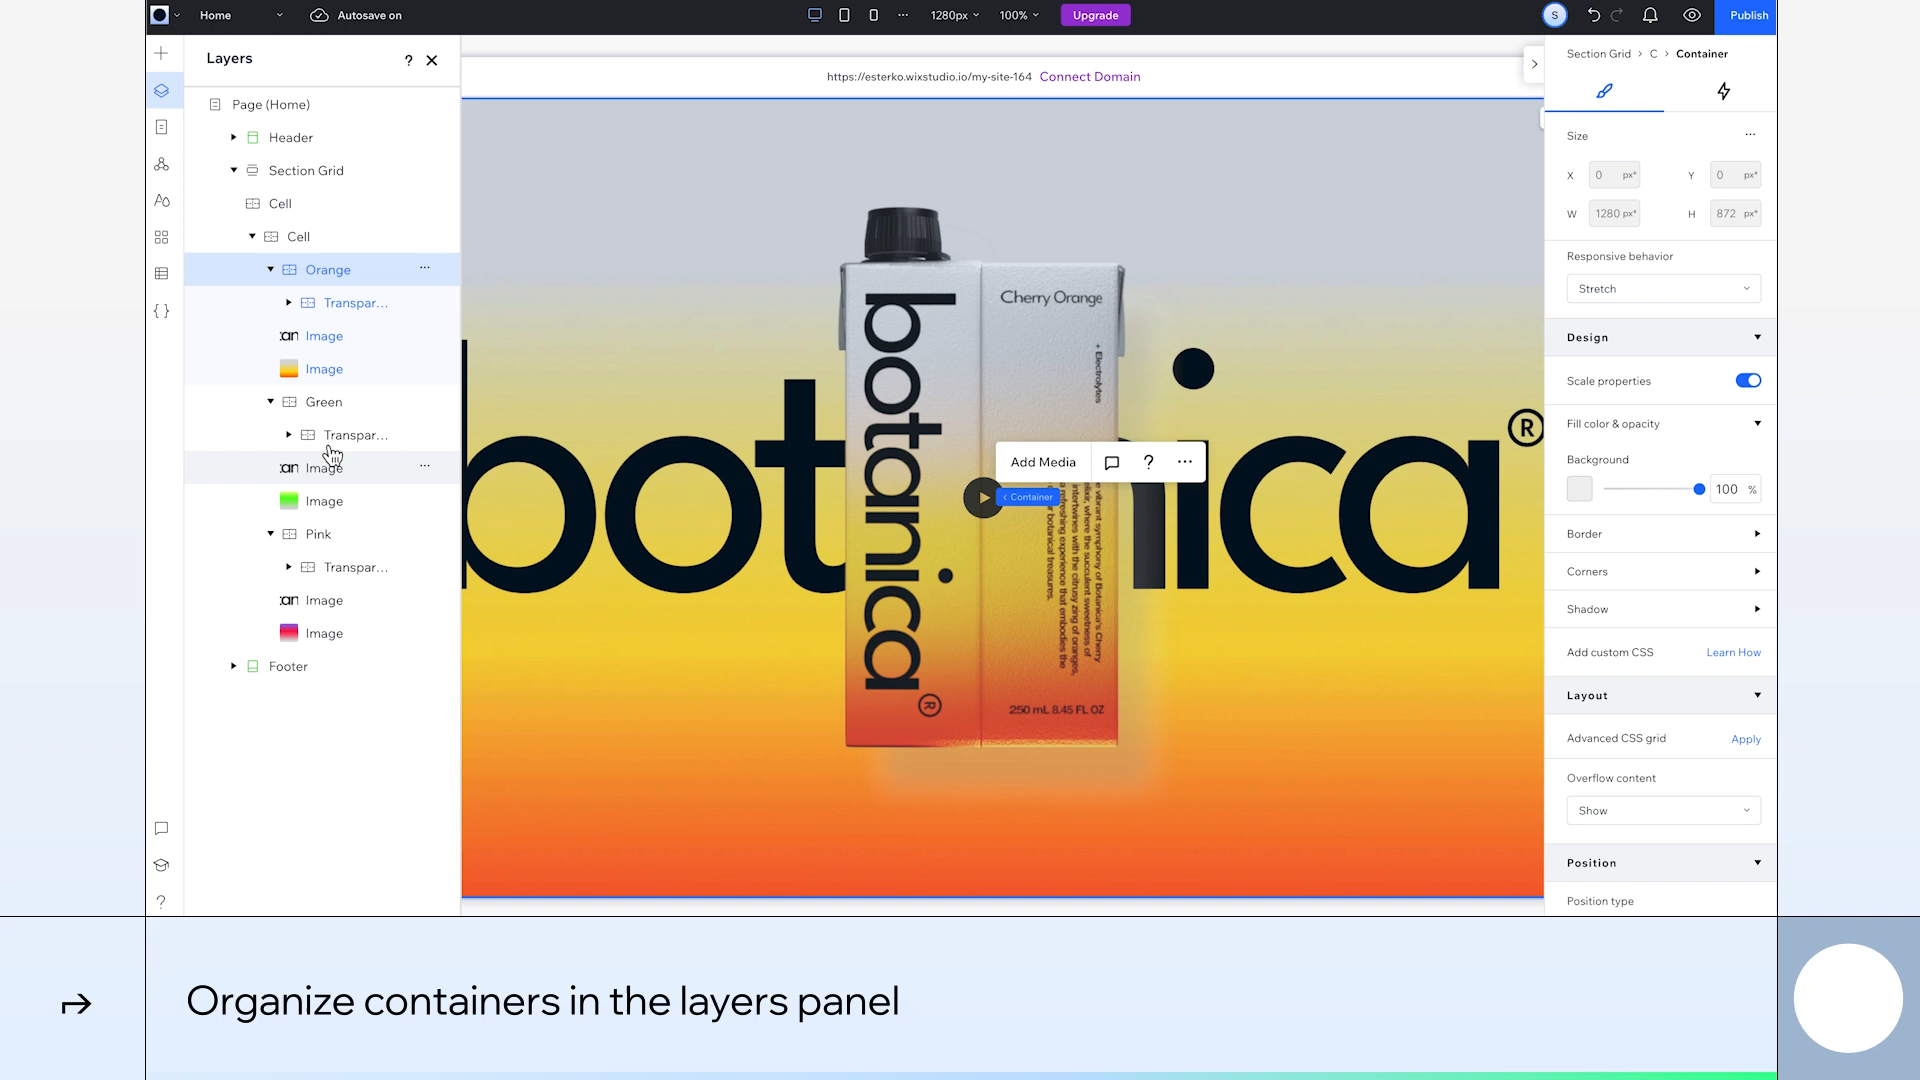 Home
Autosave on
1280px
100%
Upgrade
S
Publish
Layers
?
https://esterko.wixstudio.io/my-site-164 Connect Domain
Section Grid > C > Container
Page (Home)
Header
Section Grid
Cell
Cell
Orange
Transpar...
Image
Image
Green
Transpar...
Image
Image
Pink
Transpar...
Image
Image
Footer
?
botanica®
botanica®
Cherry Orange
+ Electrolytes
250 mL 8.45 FL OZ
Add Media
?
< Container
Size
X 0 px*
Y 0 px*
W 1280 px*
H 872 px*
Responsive behavior
Stretch
Design
Scale properties
Fill color & opacity
Background
100 %
Border
Corners
Shadow
Add custom CSS
Learn How
Layout
Advanced CSS grid
Apply
Overflow content
Show
Position
Position type
Organize containers in the layers panel